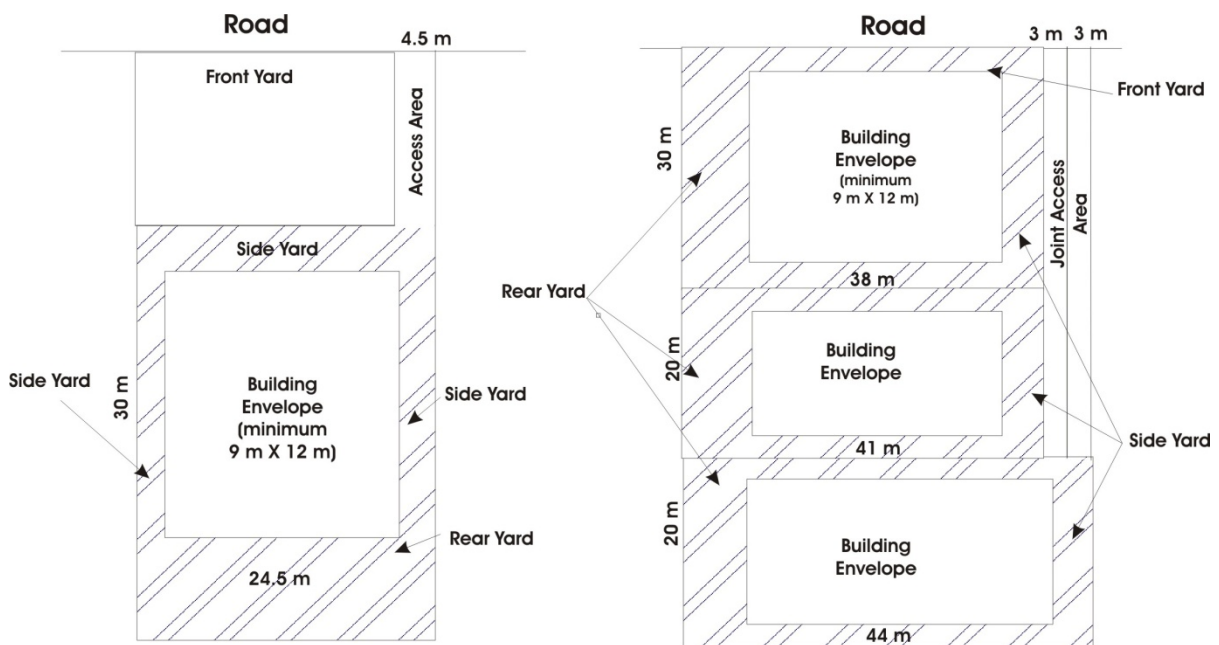 Road
4.5 m
Front Yard
Access Area
Side Yard
Side Yard
30 m
Building
Envelope
(minimum
9 m X 12 m)
Side Yard
Rear Yard
24.5 m
Road
3 m
3 m
Front Yard
30 m
Building
Envelope
(minimum
9 m X 12 m)
Joint Access
Area
38 m
Rear Yard
20 m
Building
Envelope
41 m
Side Yard
20 m
Building
Envelope
44 m